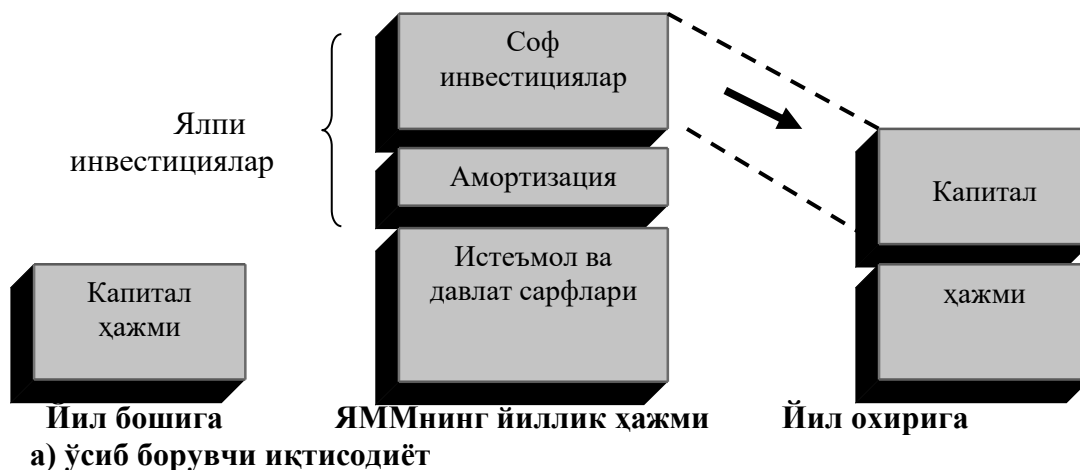 Соф
инвестициялар
Ялпи
инвестициялар
Амортизация
Капитал
Истеъмол ва
давлат сарфлари
Капитал
ҳажми
ҳажми
Йил бошига
ЯММнинг йиллик ҳажми
Йил охирига
а) ўсиб борувчи иқтисодиёт